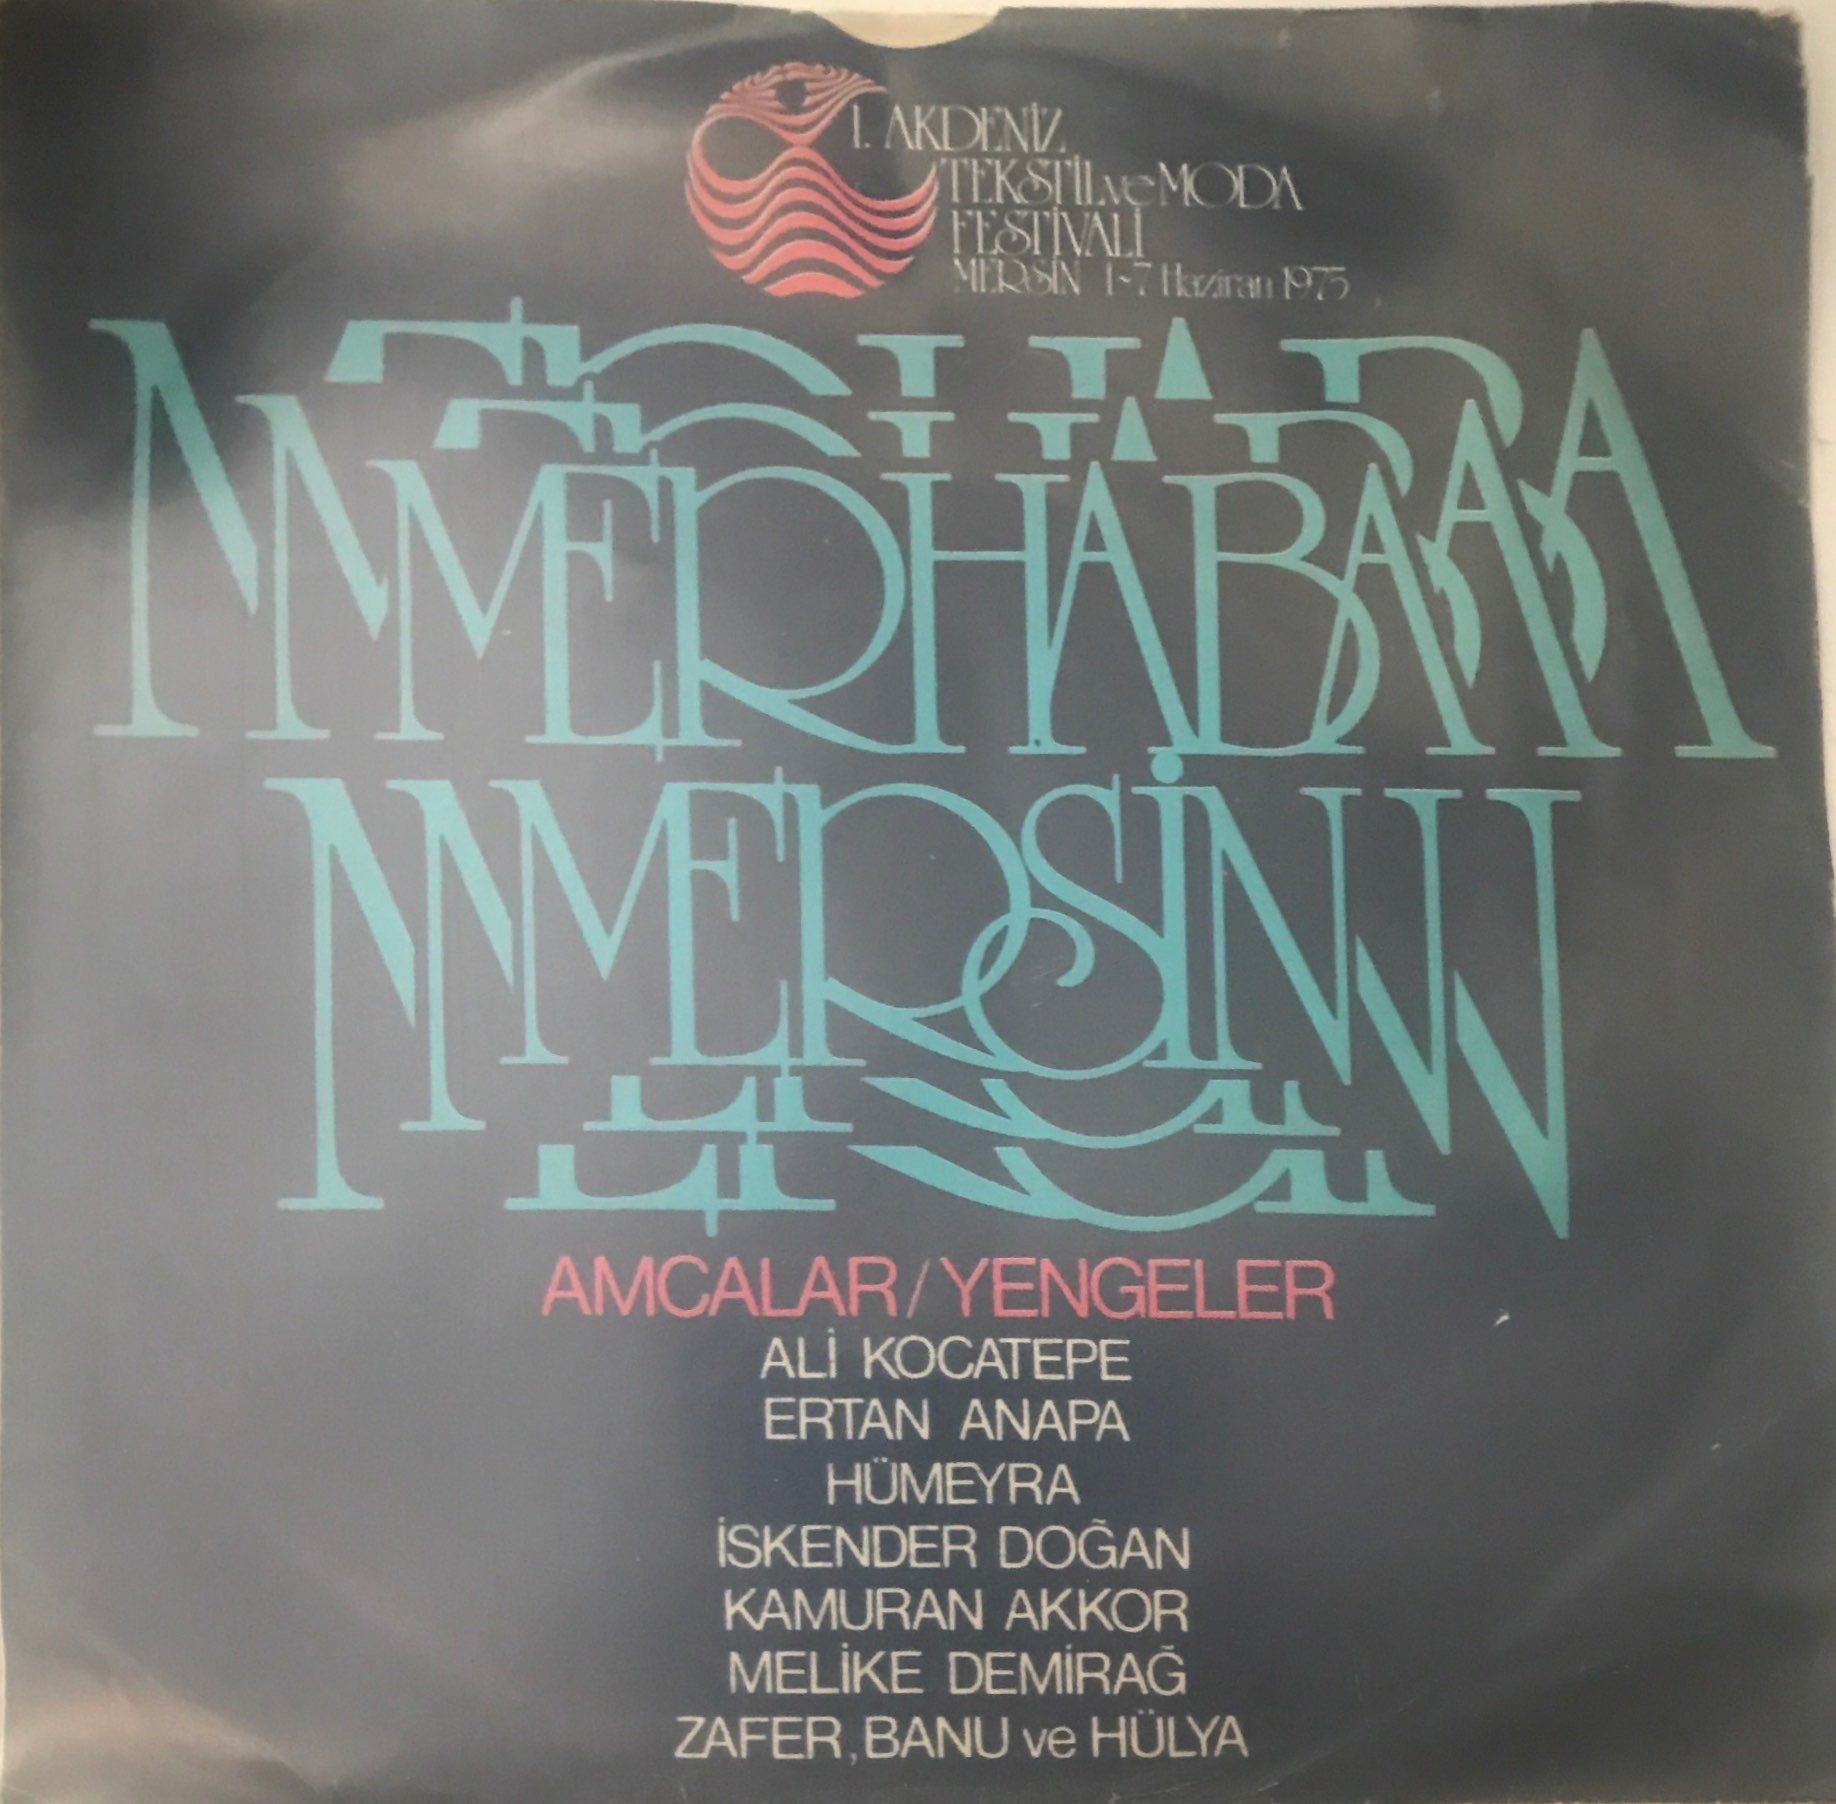 1. AKDENİZ
TEKSTİL ve MODA
FESTİVALİ
MERSİN 1-7 Haziran 1975
MERHABA
MERSİN
AMCALAR/YENGELER
ALİ KOCATEPE
ERTAN ANAPA
HÜMEYRA
İSKENDER DOĞAN
KAMURAN AKKOR
MELİKE DEMİRAĞ
ZAFER, BANU ve HÜLYA